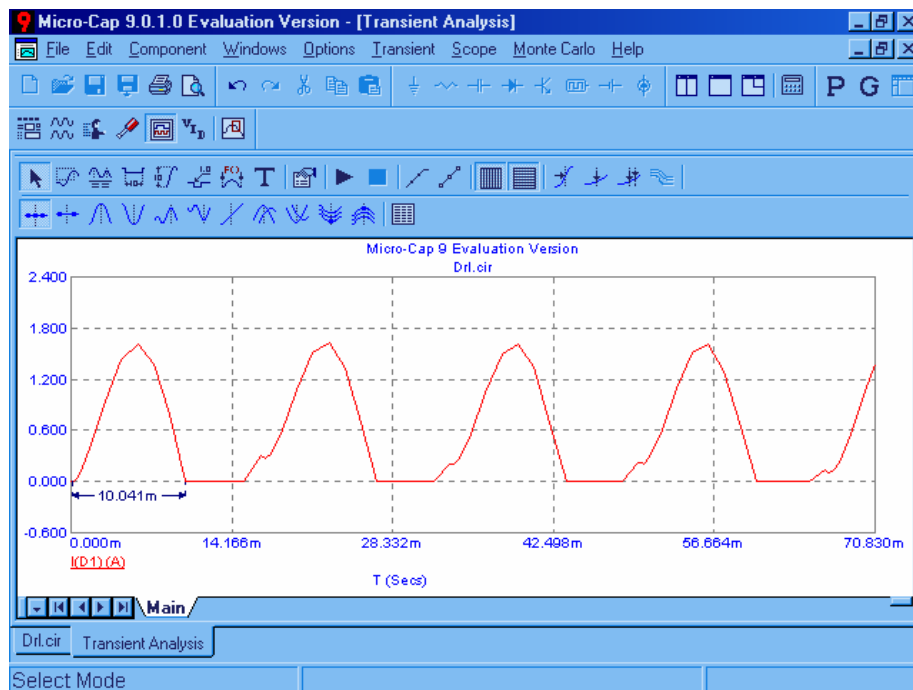 Micro-Cap 9.0.1.0 Evaluation Version - [Transient Analysis]
File Edit Component Windows Options Transient Scope Monte Carlo Help
P G
Micro-Cap 9 Evaluation Version
Drl.cir
2.400
1.800
1.200
0.600
0.000
-0.600
10.041m
0.000m 14.166m 28.332m 42.498m 56.664m 70.830m
I(D1) (A)
T (Secs)
Main
Drl.cir Transient Analysis
Select Mode